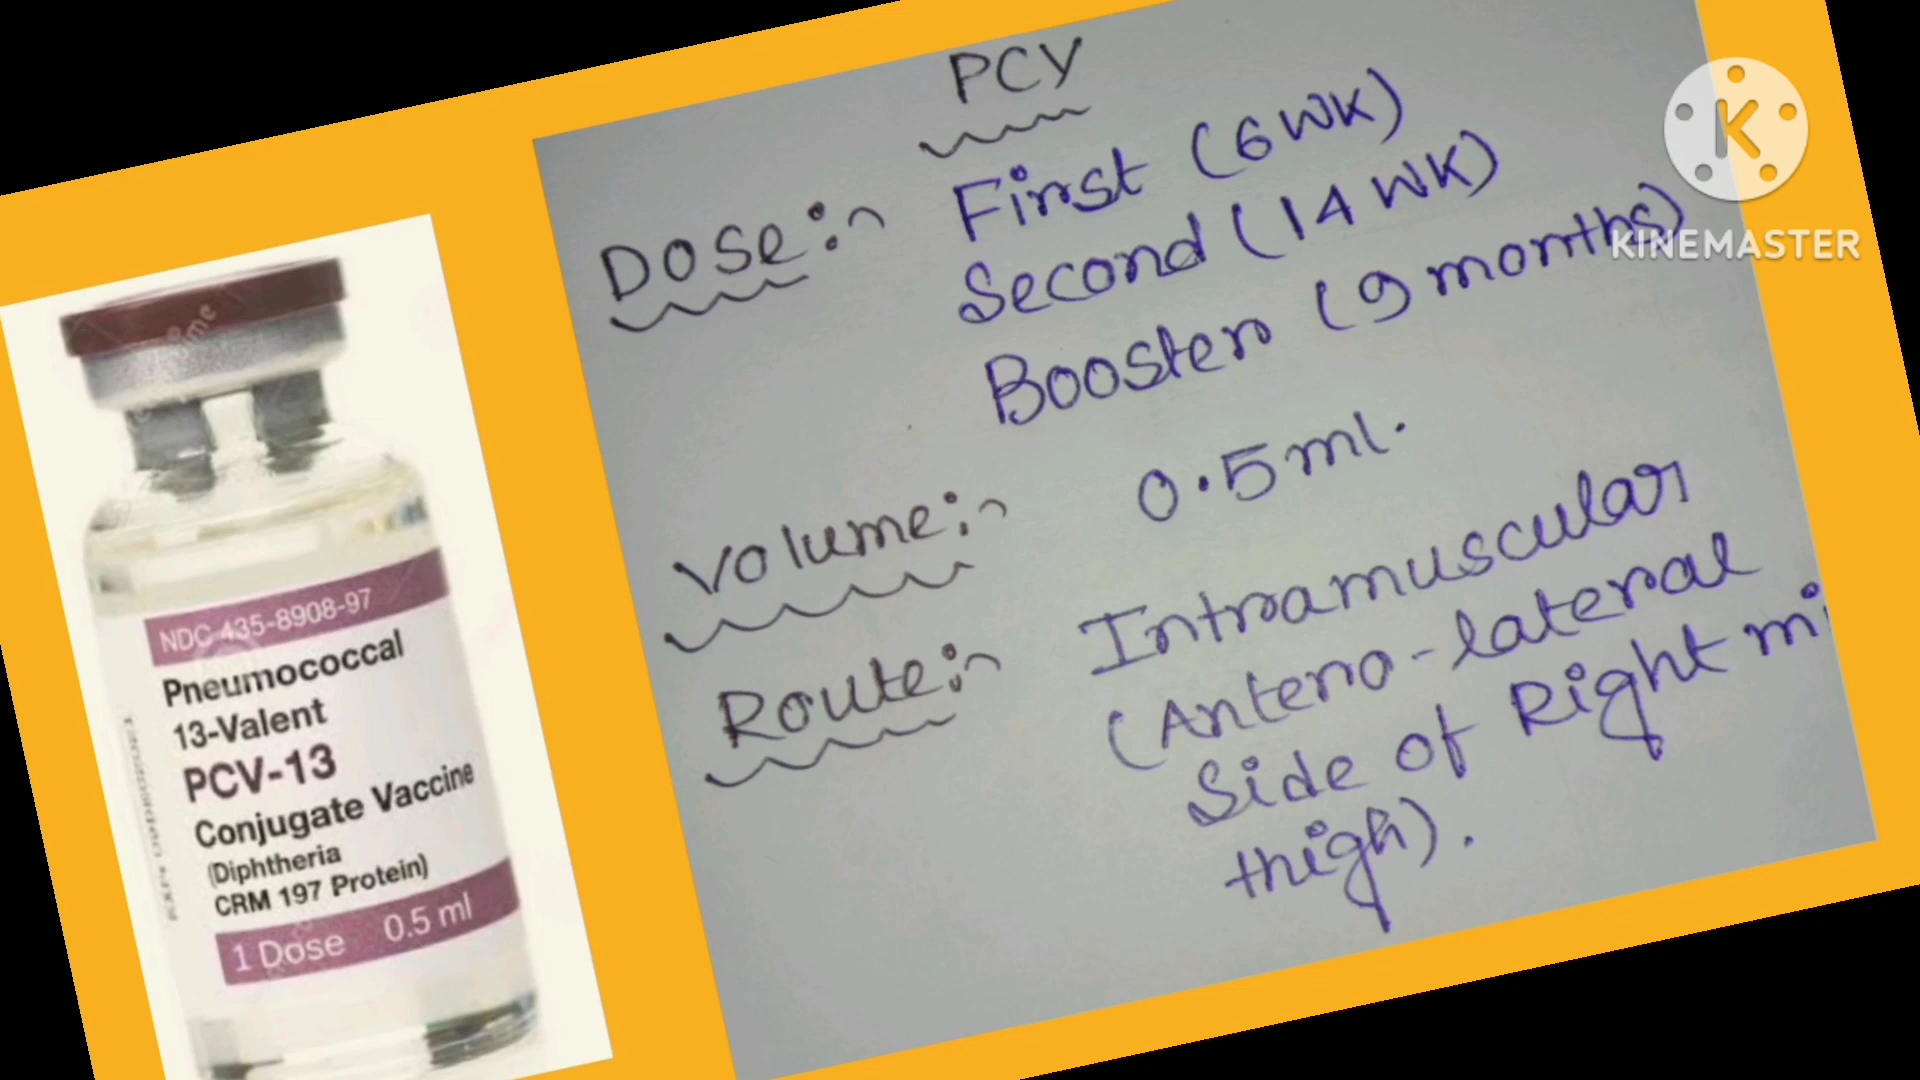 NDC 435-8908-97
Pneumococcal
13-Valent
PCV-13
Conjugate Vaccine
(Diphtheria
CRM 197 Protein)
1 Dose 0.5 ml
PCV
Dose:- First (6 WK)
Second (14 WK)
Booster (9 months)
Volume:- 0.5 ml.
Route:- Intramuscular
(Antero-lateral
Side of Right mi
thigh).
K
KINEMASTER